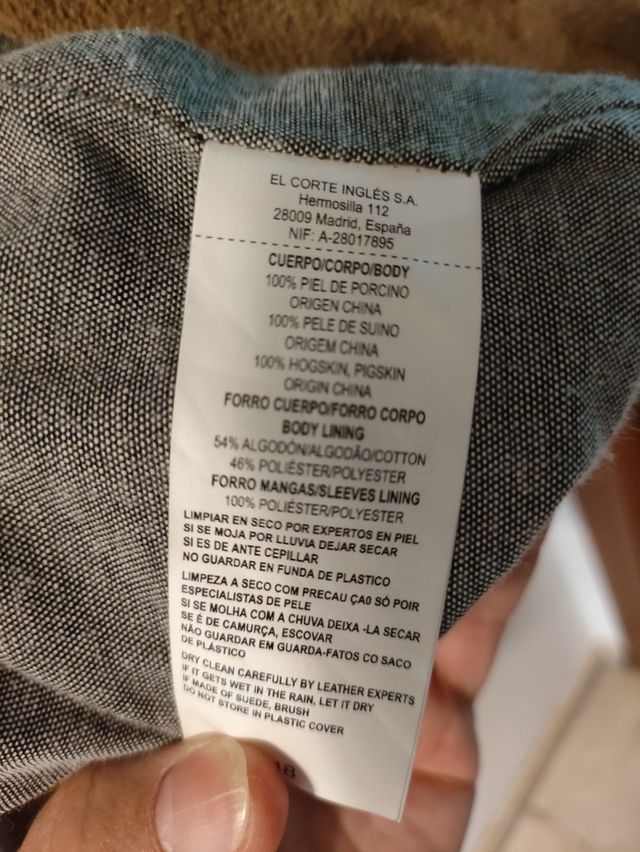 EL CORTE INGLÉS S.A.
Hermosilla 112
28009 Madrid, España
NIF: A-28017895
CUERPO/CORPO/BODY
100% PIEL DE PORCINO
ORIGEN CHINA
100% PELE DE SUINO
ORIGEM CHINA
100% HOGSKIN, PIGSKIN
ORIGIN CHINA
FORRO CUERPO/FORRO CORPO
BODY LINING
54% ALGODÓN/ALGODÃO/COTTON
46% POLIÉSTER/POLYESTER
FORRO MANGAS/SLEEVES LINING
100% POLIÉSTER/POLYESTER
LIMPIAR EN SECO POR EXPERTOS EN PIEL
SI SE MOJA POR LLUVIA DEJAR SECAR
SI ES DE ANTE CEPILLAR
NO GUARDAR EN FUNDA DE PLASTICO
LIMPEZA A SECO COM PRECAU ÇA0 SÓ POIR
ESPECIALISTAS DE PELE
SI SE MOLHA COM A CHUVA DEIXA -LA SECAR
SE É DE CAMURÇA, ESCOVAR
NÃO GUARDAR EM GUARDA-FATOS CO SACO
DE PLÁSTICO
DRY CLEAN CAREFULLY BY LEATHER EXPERTS
IF IT GETS WET IN THE RAIN, LET IT DRY
IF MADE OF SUEDE, BRUSH
DO NOT STORE IN PLASTIC COVER